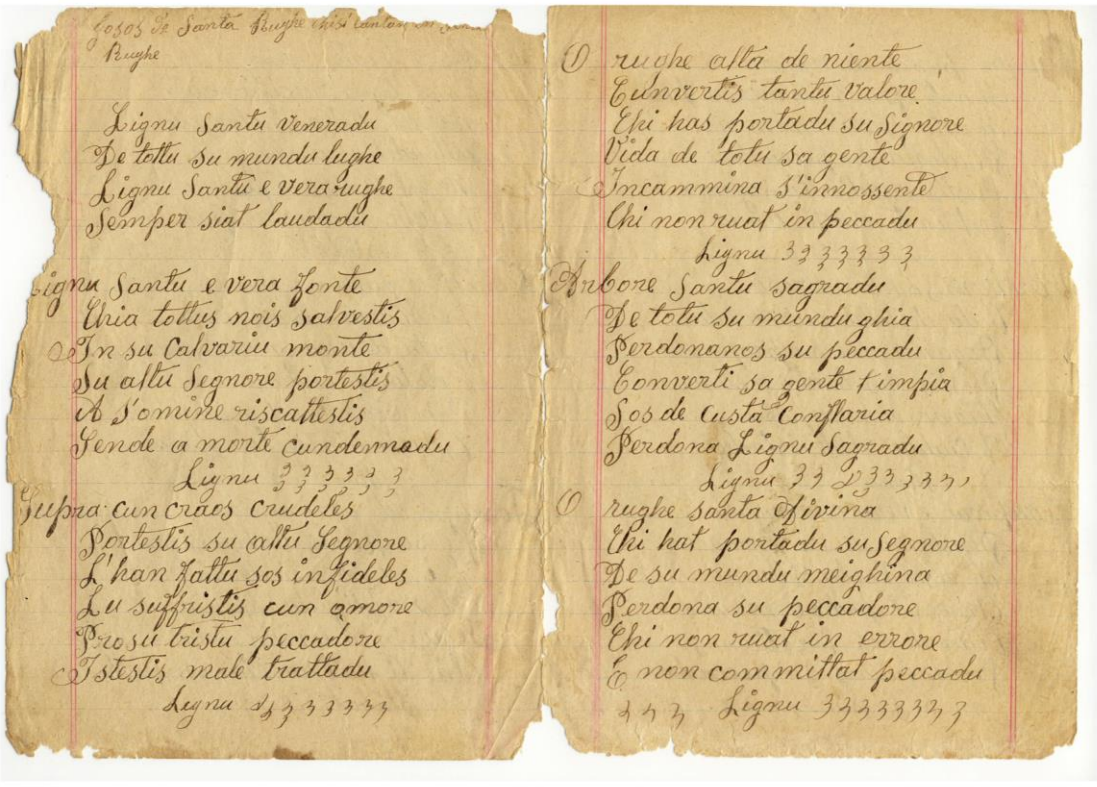 Gosos de Santa Rughe chisi cantan
Rughe
Lignu Santu veneradu
De tottu su mundu lughe
Lignu Santu e vera rughe
Semper siat laudadu
Lignu Santu e vera fonte
Chia tottus nois salvestis
In su Calvariu monte
Su altu Segnore portestis
A s'omine riscattestis
Sende a morte cundennadu
Lignu
Supra cun craos crudeles
Portestis su altu Segnore
L'han fattu sos infideles
Lu suffristis cun amore
Prosu tristu peccadore
Istestis male trattadu
Lignu
O rughe alta de niente
Cunvertis tantu valore
Chi has portadu su Signore
Vida de totu sa gente
Incammina s'innossente
Chi non ruat in peccadu
Lignu
Arbore Santu sagradu
De totu su mundu ghia
Perdonanos su peccadu
Converti sa gente impia
Sos de custa Conflaria
Perdona Lignu Sagradu
Lignu
O rughe santa Divina
Chi hat portadu su Segnore
De su mundu meighina
Perdona su peccadore
Chi non ruat in errore
E non committat peccadu
Lignu